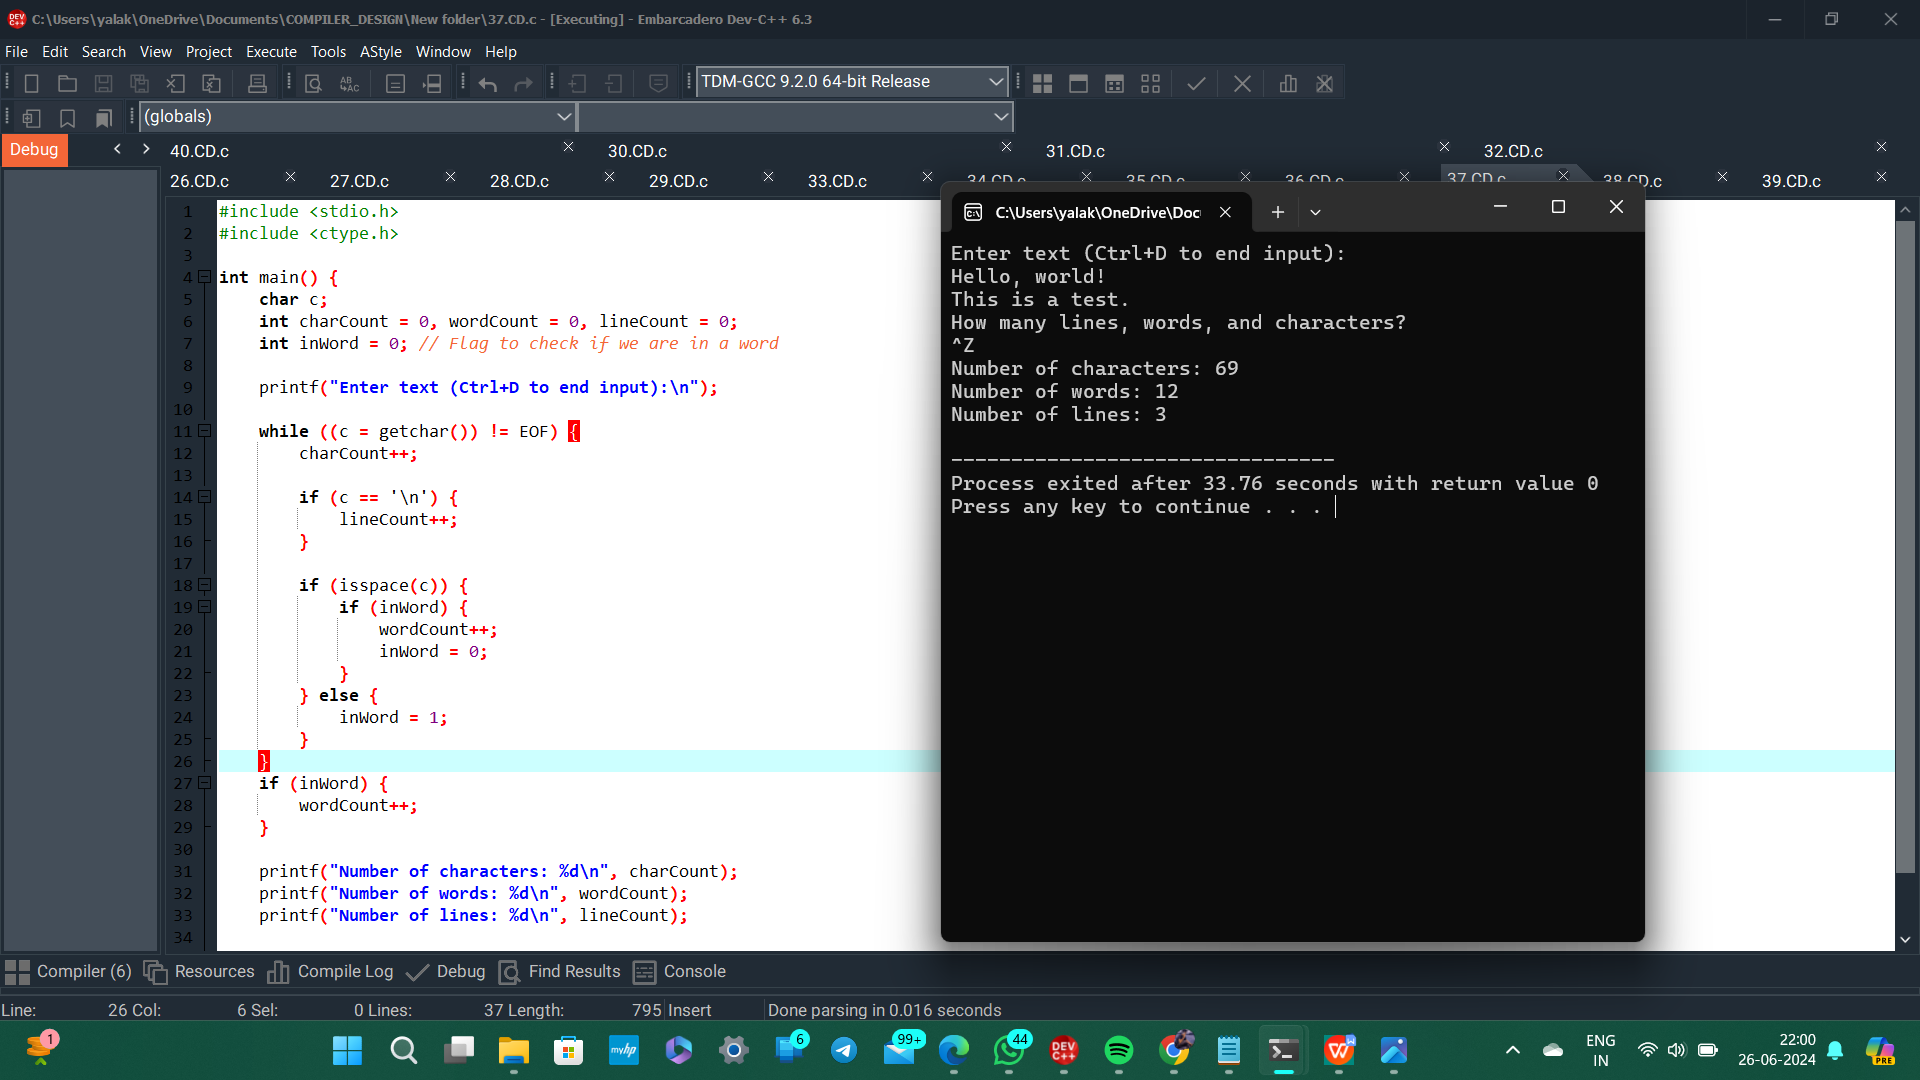 C:\Users\yalak\OneDrive\Documents\COMPILER_DESIGN\New folder\37.CD.c - [Executing] - Embarcadero Dev-C++ 6.3
File Edit Search View Project Execute Tools AStyle Window Help
TDM-GCC 9.2.0 64-bit Release
(globals)
Debug
40.CD.c 30.CD.c 31.CD.c 32.CD.c
26.CD.c 27.CD.c 28.CD.c 29.CD.c 33.CD.c 34.CD.c 35.CD.c 36.CD.c 37.CD.c 38.CD.c 39.CD.c
1 #include <stdio.h>
2 #include <ctype.h>
3
4 int main() {
5 char c;
6 int charCount = 0, wordCount = 0, lineCount = 0;
7 int inWord = 0; // Flag to check if we are in a word
8
9 printf("Enter text (Ctrl+D to end input):\n");
10
11 while ((c = getchar()) != EOF) {
12 charCount++;
13
14 if (c == '\n') {
15 lineCount++;
16 }
17
18 if (isspace(c)) {
19 if (inWord) {
20 wordCount++;
21 inWord = 0;
22 }
23 } else {
24 inWord = 1;
25 }
26 }
27 if (inWord) {
28 wordCount++;
29 }
30
31 printf("Number of characters: %d\n", charCount);
32 printf("Number of words: %d\n", wordCount);
33 printf("Number of lines: %d\n", lineCount);
34
C:\Users\yalak\OneDrive\Doc
Enter text (Ctrl+D to end input):
Hello, world!
This is a test.
How many lines, words, and characters?
^Z
Number of characters: 69
Number of words: 12
Number of lines: 3
--------------------------------
Process exited after 33.76 seconds with return value 0
Press any key to continue . . .
Compiler (6) Resources Compile Log Debug Find Results Console
Line: 26 Col: 6 Sel: 0 Lines: 37 Length: 795 Insert Done parsing in 0.016 seconds
1 myhp 6 99+ 44 DEV C++ ENG 22:00
IN 26-06-2024 PRE